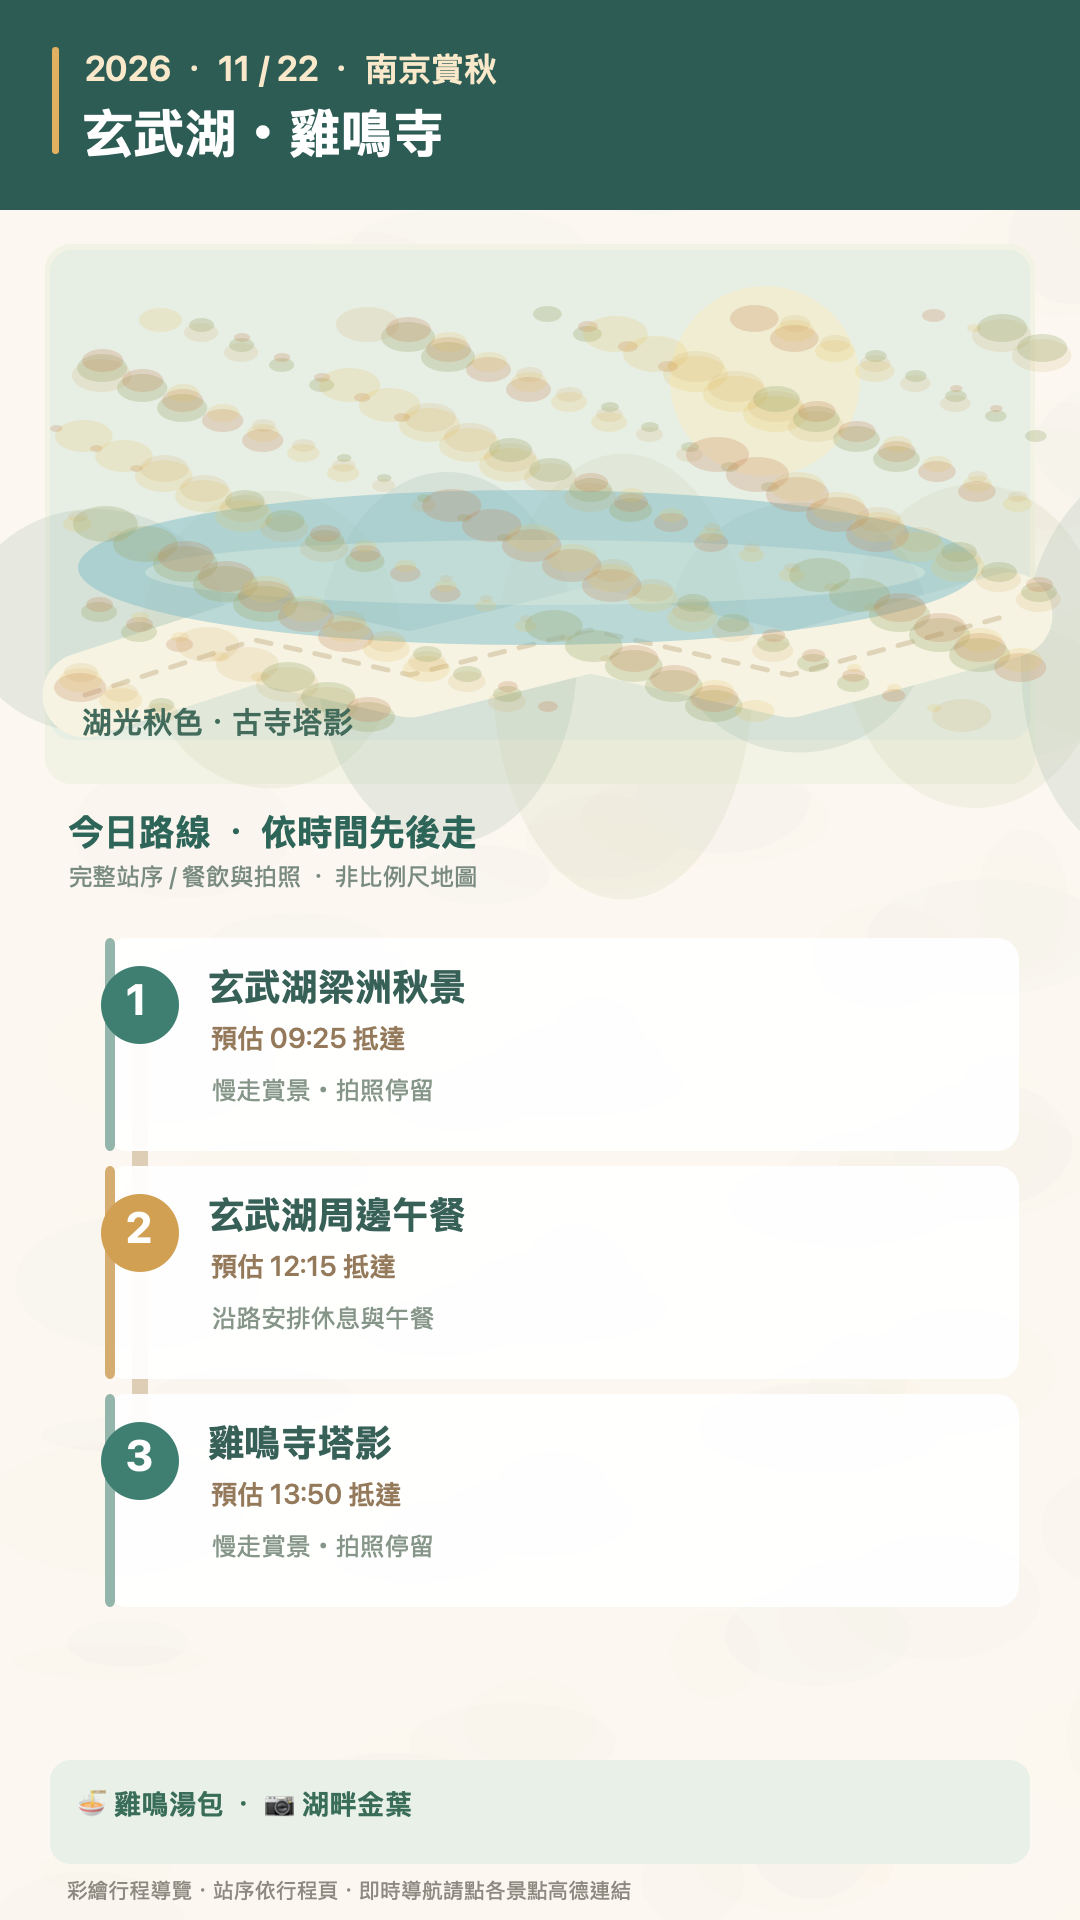 2026 · 11/22 · 南京賞秋
玄武湖・雞鳴寺
湖光秋色 · 古寺塔影
今日路線 · 依時間先後走
完整站序/餐飲與拍照 · 非比例尺地圖
1
玄武湖梁洲秋景
預估 09:25 抵達
慢走賞景・拍照停留
2
玄武湖周邊午餐
預估 12:15 抵達
沿路安排休息與午餐
3
雞鳴寺塔影
預估 13:50 抵達
慢走賞景・拍照停留
🍜 雞鳴湯包 · 📷 湖畔金葉
彩繪行程導覽 · 站序依行程頁 · 即時導航請點各景點高德連結